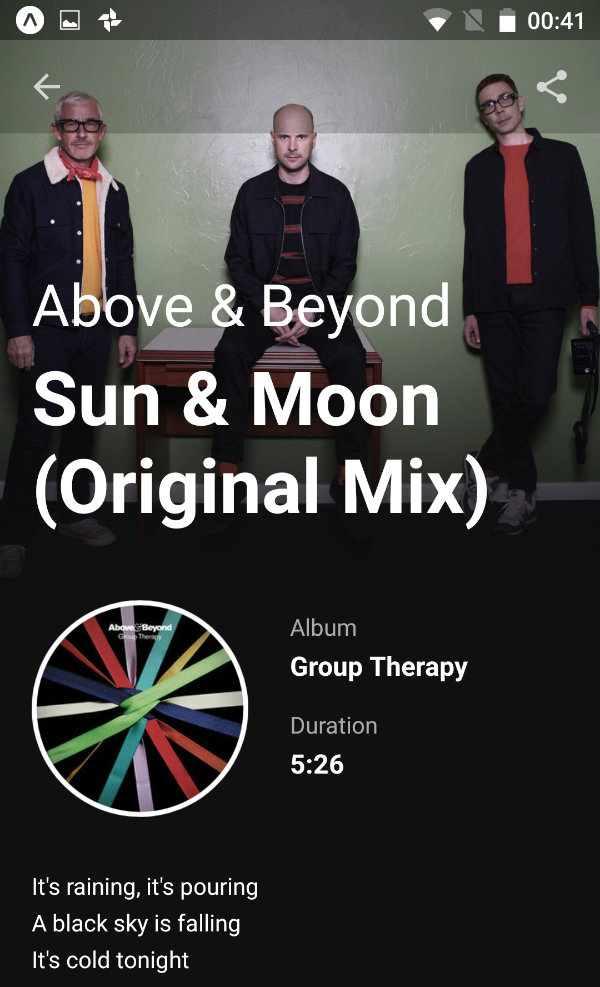 00:41
Above & Beyond
Sun & Moon
(Original Mix)
Above & Beyond
Group Therapy
Album
Group Therapy
Duration
5:26
It's raining, it's pouring
A black sky is falling
It's cold tonight